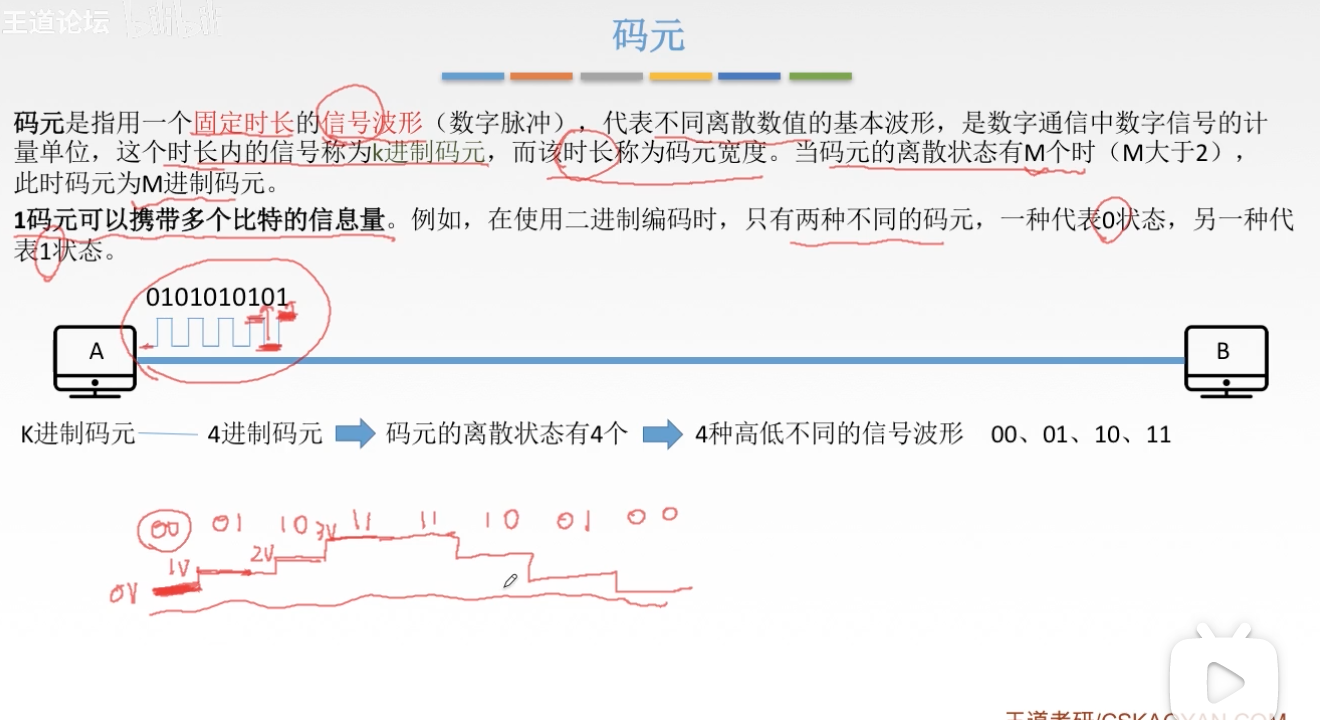 王道论坛
码元
码元是指用一个固定时长的信号波形（数字脉冲），代表不同离散数值的基本波形，是数字通信中数字信号的计
量单位，这个时长内的信号称为k进制码元，而该时长称为码元宽度。当码元的离散状态有M个时（M大于2），
此时码元为M进制码元。
1码元可以携带多个比特的信息量。例如，在使用二进制编码时，只有两种不同的码元，一种代表0状态，另一种代
表1状态。
0101010101
A
B
K进制码元 4进制码元 码元的离散状态有4个 4种高低不同的信号波形 00、01、10、11
00 01 10 11 11 10 01 00
3V
2V
1V
0V
王道考研/CSKAOYAN.COM